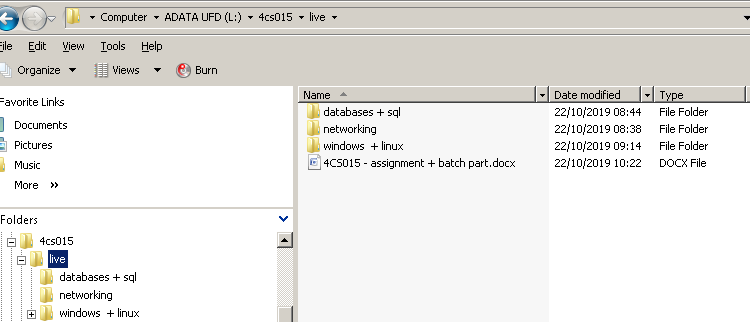 Computer ADATA UFD (L:) 4cs015 live
File Edit View Tools Help
Organize Views Burn
Favorite Links
Documents
Pictures
Music
More >>
Folders
4cs015
live
databases + sql
networking
windows + linux
Name Date modified Type
databases + sql 22/10/2019 08:44 File Folder
networking 22/10/2019 08:38 File Folder
windows + linux 22/10/2019 09:14 File Folder
4CS015 - assignment + batch part.docx 22/10/2019 10:22 DOCX File